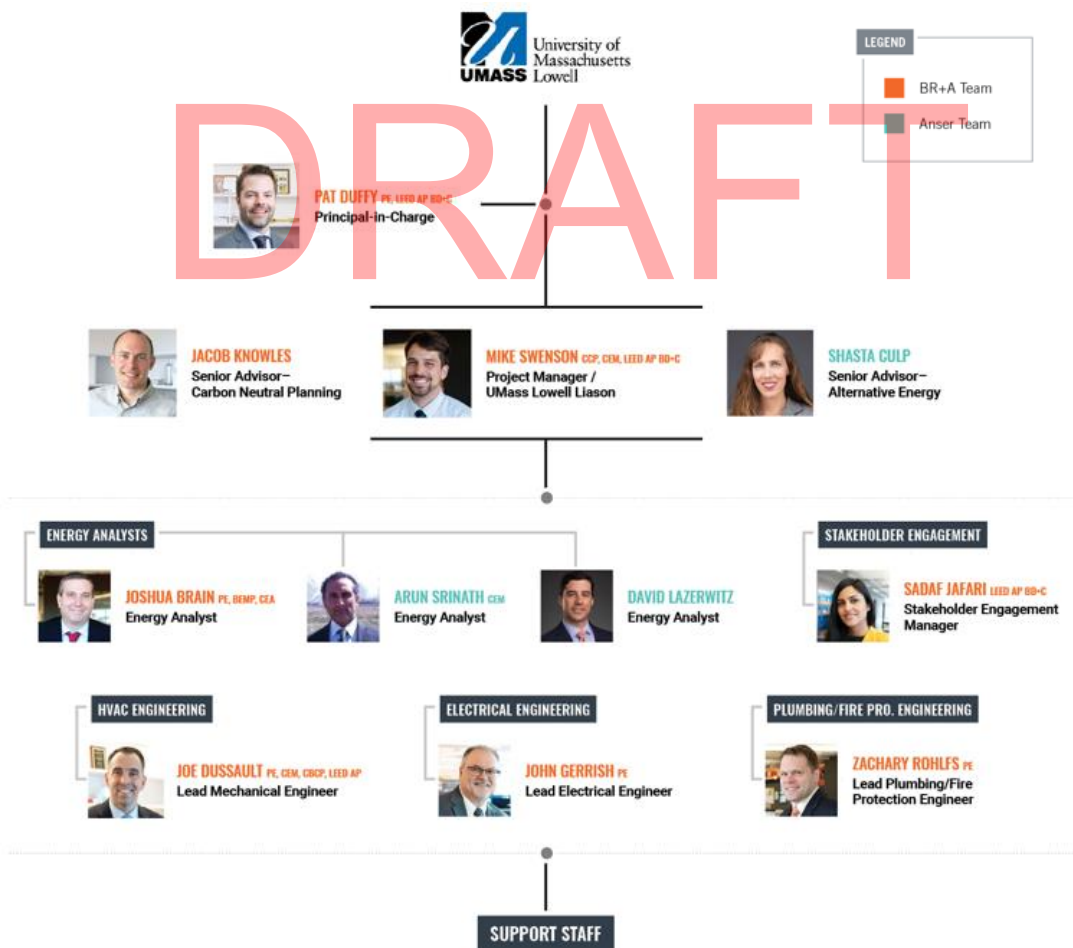 UMASS
University of
Massachusetts
Lowell
LEGEND
BR+A Team
Anser Team
DRAFT
PAT DUFFY PE, LEED AP BD+C
Principal-in-Charge
JACOB KNOWLES
Senior Advisor–
Carbon Neutral Planning
MIKE SWENSON CCP, CEM, LEED AP BD+C
Project Manager /
UMass Lowell Liason
SHASTA CULP
Senior Advisor–
Alternative Energy
ENERGY ANALYSTS
JOSHUA BRAIN PE, BEMP, CEA
Energy Analyst
ARUN SRINATH CEM
Energy Analyst
DAVID LAZERWITZ
Energy Analyst
STAKEHOLDER ENGAGEMENT
SADAF JAFARI LEED AP BD+C
Stakeholder Engagement
Manager
HVAC ENGINEERING
JOE DUSSAULT PE, CEM, CBCP, LEED AP
Lead Mechanical Engineer
ELECTRICAL ENGINEERING
JOHN GERRISH PE
Lead Electrical Engineer
PLUMBING/FIRE PRO. ENGINEERING
ZACHARY ROHLFS PE
Lead Plumbing/Fire
Protection Engineer
SUPPORT STAFF